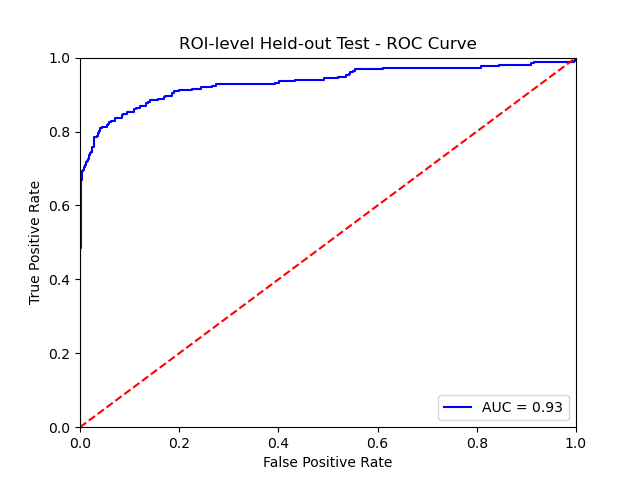 ROI-level Held-out Test - ROC Curve
True Positive Rate
1.0
0.8
0.6
0.4
0.2
0.0
AUC = 0.93
0.0 0.2 0.4 0.6 0.8 1.0
False Positive Rate